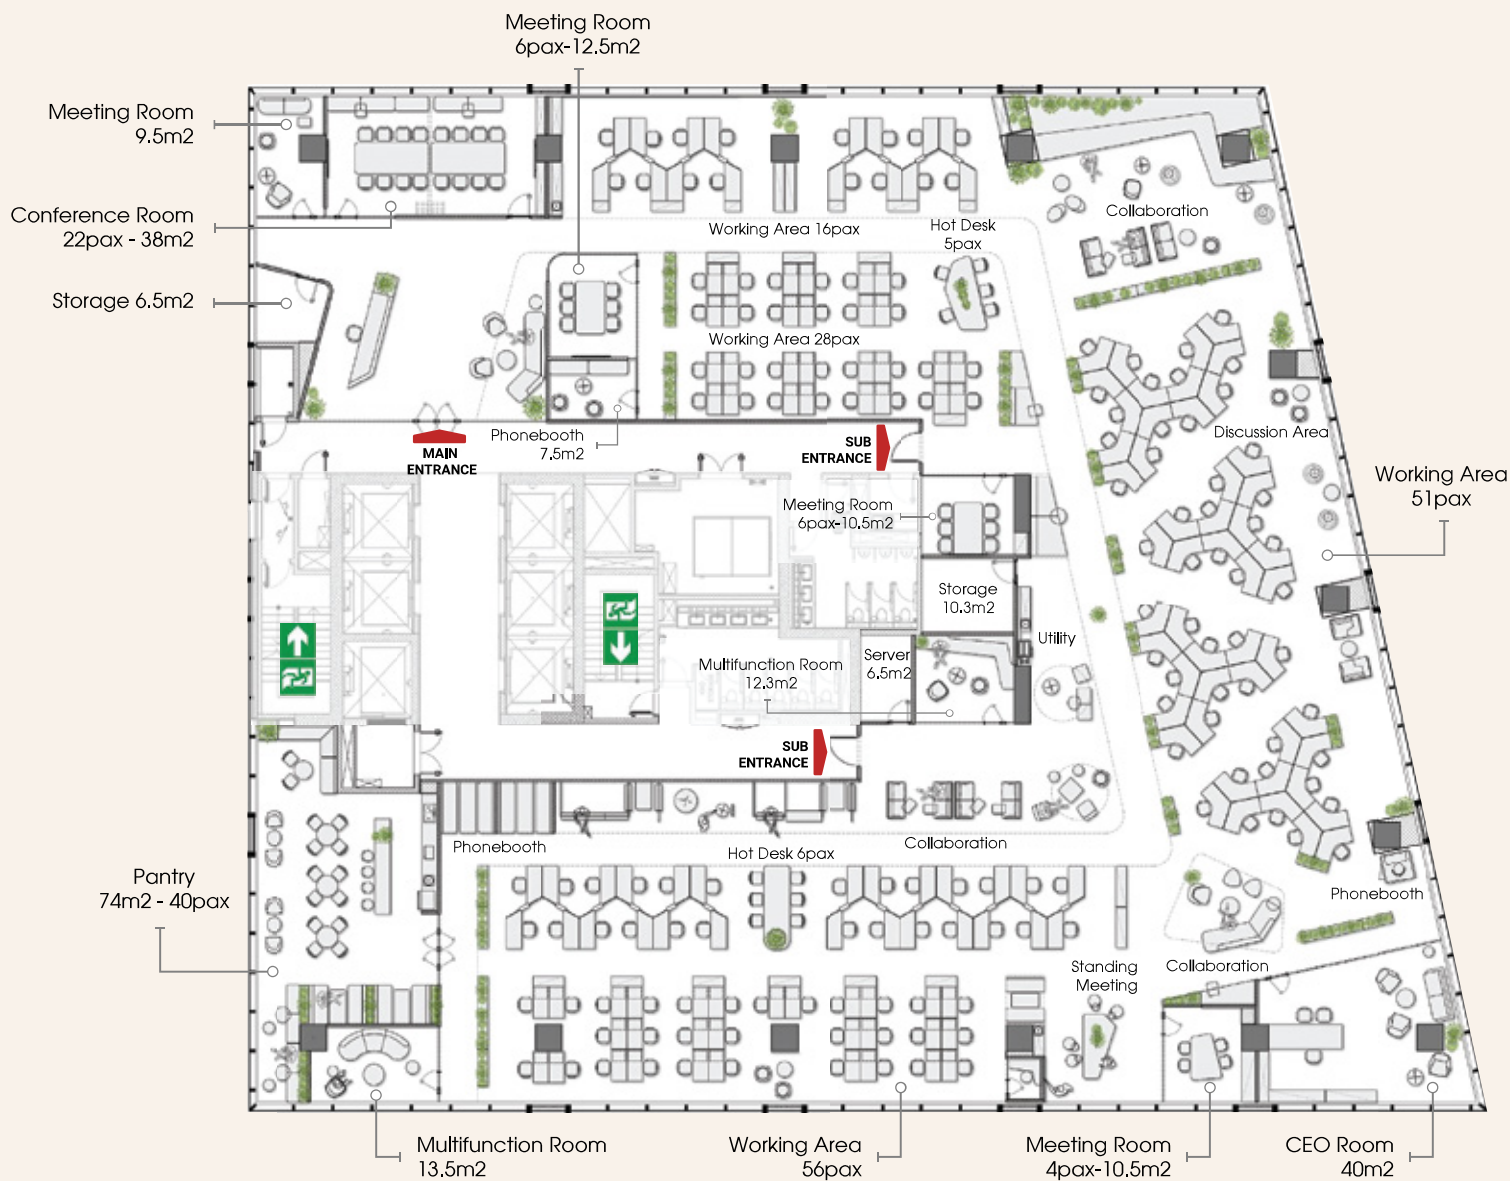 Meeting Room
6pax-12.5m2
Meeting Room
9.5m2
Conference Room
22pax - 38m2
Storage 6.5m2
Working Area 16pax
Hot Desk
5pax
Collaboration
Working Area 28pax
Discussion Area
MAIN
ENTRANCE
Phonebooth
7.5m2
SUB
ENTRANCE
Working Area
51pax
Meeting Room
6pax-10.5m2
Storage
10.3m2
Utility
Server
6.5m2
Multifunction Room
12.3m2
SUB
ENTRANCE
Phonebooth
Hot Desk 6pax
Collaboration
Pantry
74m2 - 40pax
Phonebooth
Standing
Meeting
Collaboration
Multifunction Room
13.5m2
Working Area
56pax
Meeting Room
4pax-10.5m2
CEO Room
40m2